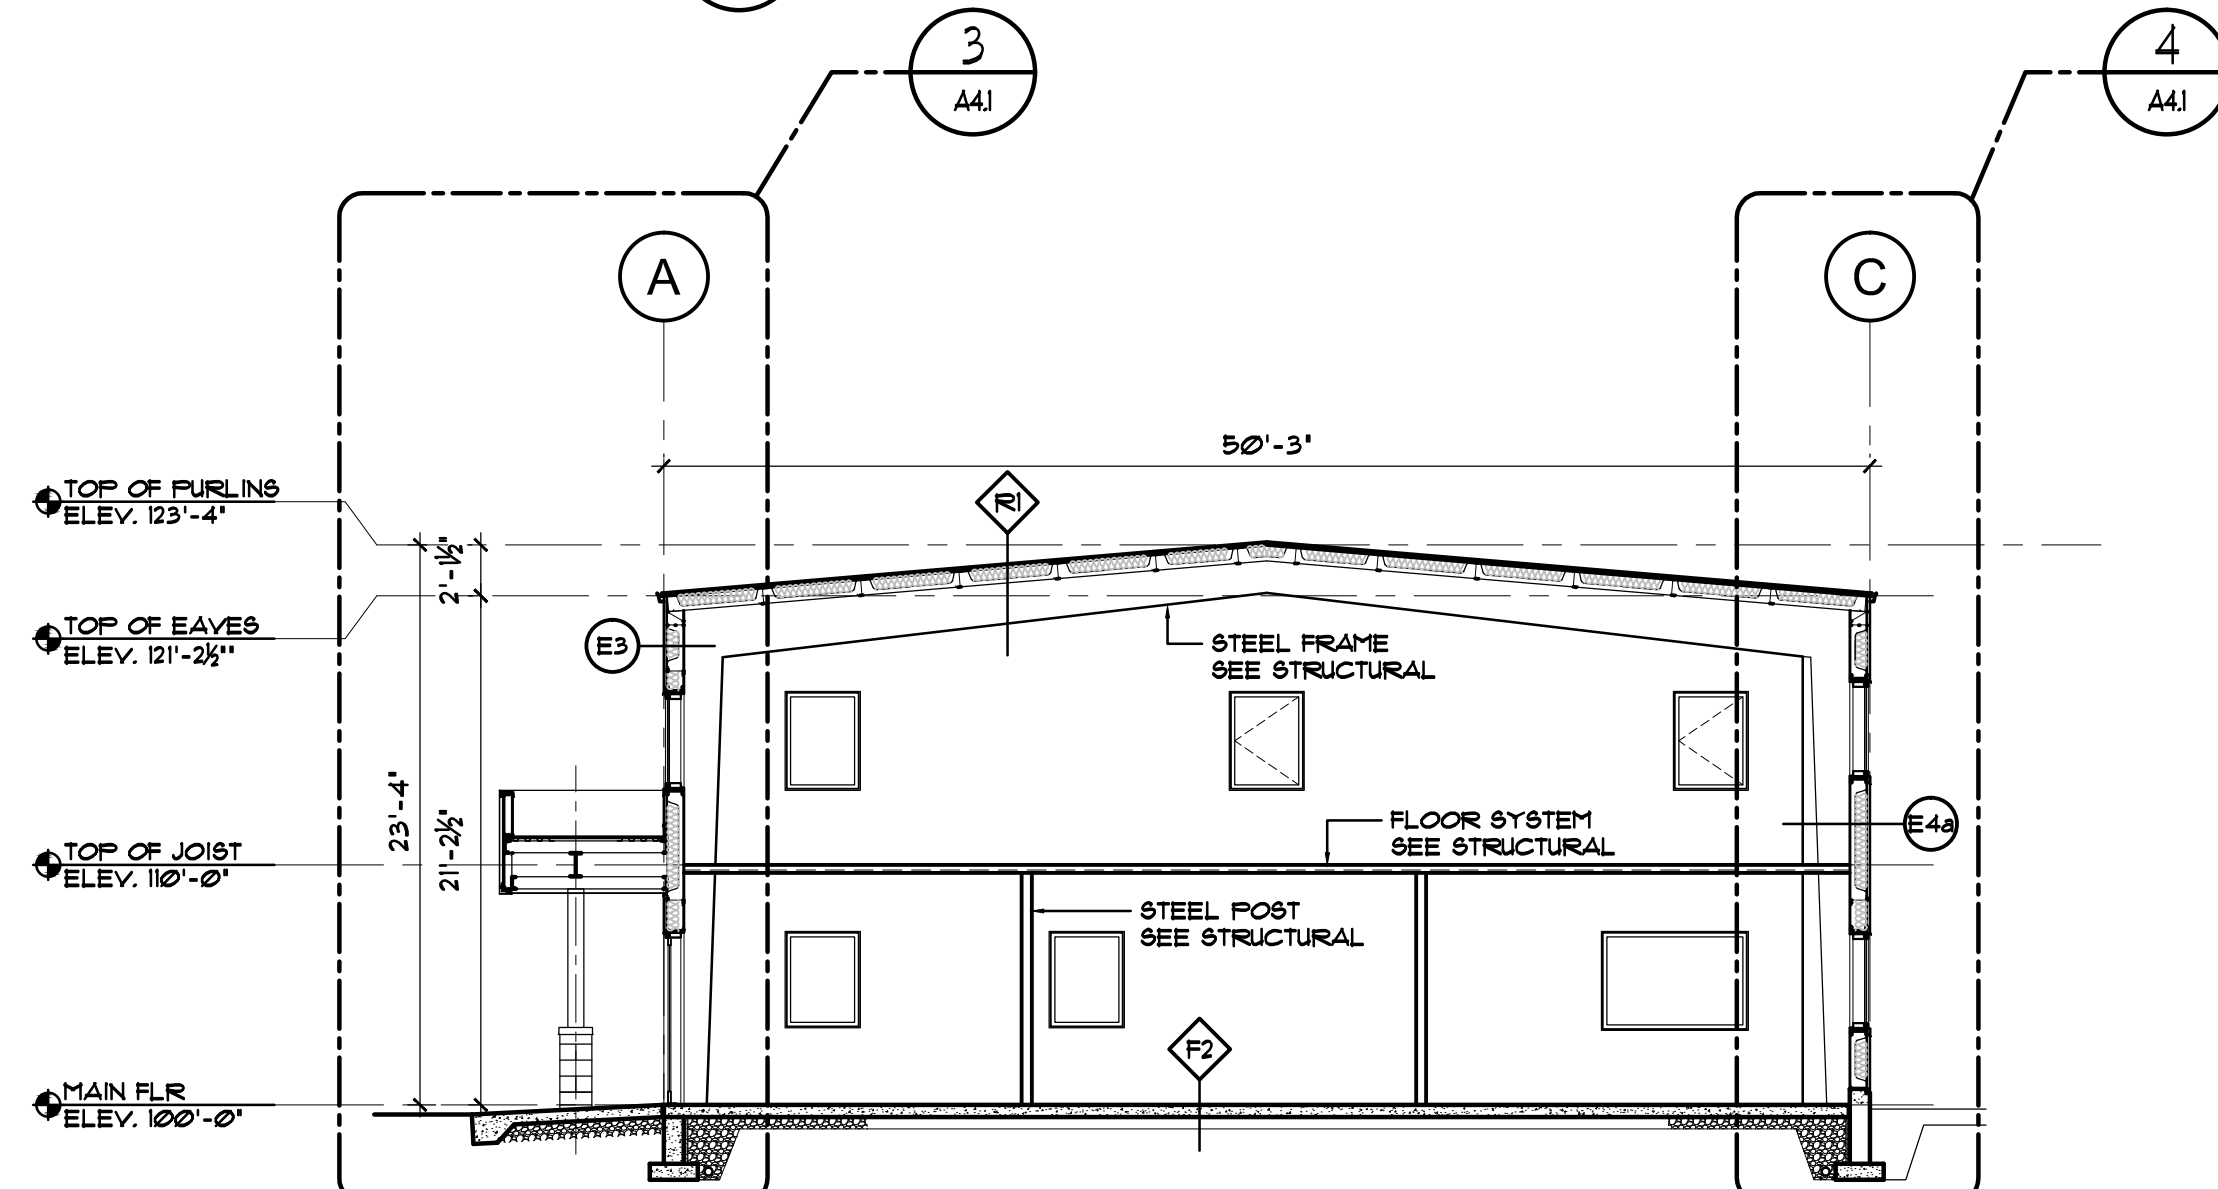 3
A4.1
4
A4.1
A
C
50'-3"
R1
TOP OF PURLINS
ELEV. 123'-4"
2'-1½"
TOP OF EAVES
ELEV. 121'-2½""
E3
STEEL FRAME
SEE STRUCTURAL
23'-4"
21'-2½"
FLOOR SYSTEM
SEE STRUCTURAL
E4a
TOP OF JOIST
ELEV. 110'-0"
STEEL POST
SEE STRUCTURAL
F2
MAIN FLR
ELEV. 100'-0"